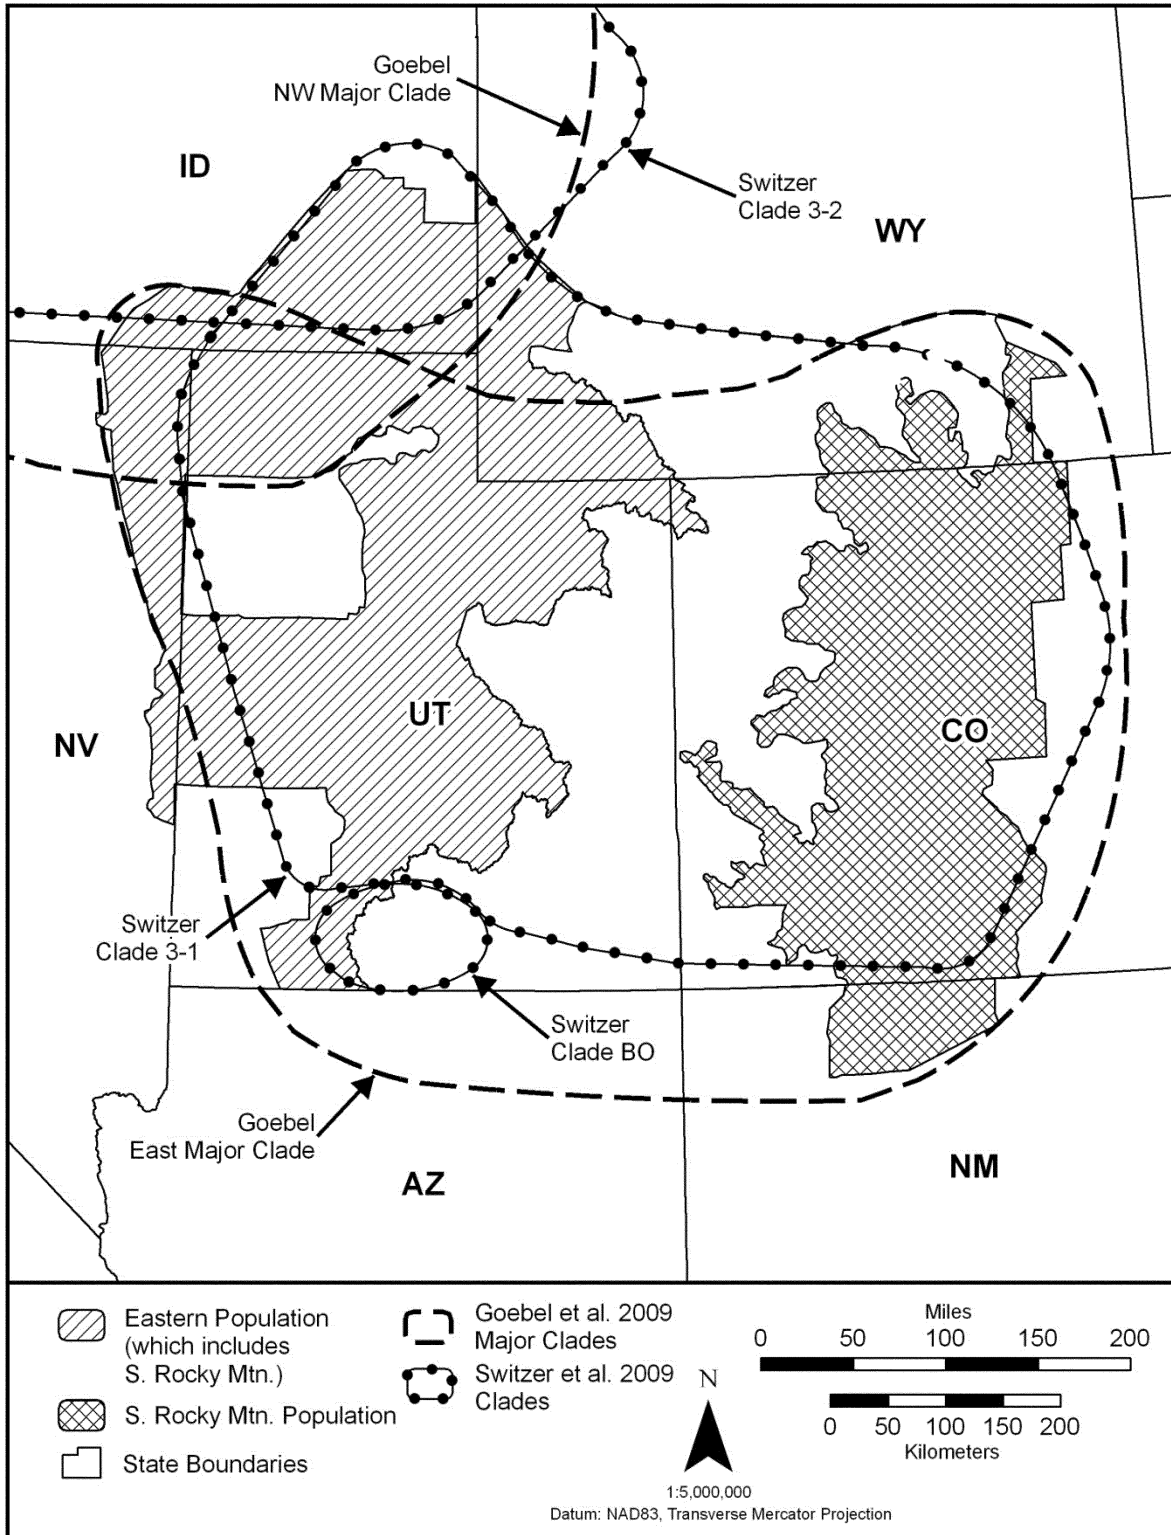 Goebel
NW Major Clade
ID
Switzer
Clade 3-2
WY
UT
CO
NV
Switzer
Clade 3-1
Switzer
Clade BO
Goebel
East Major Clade
AZ
NM
Eastern Population
(which includes
S. Rocky Mtn.)
S. Rocky Mtn. Population
State Boundaries
Goebel et al. 2009
Major Clades
Switzer et al. 2009
Clades
N
1:5,000,000
Miles
0 50 100 150 200
0 50 100 150 200
Kilometers
Datum: NAD83, Transverse Mercator Projection